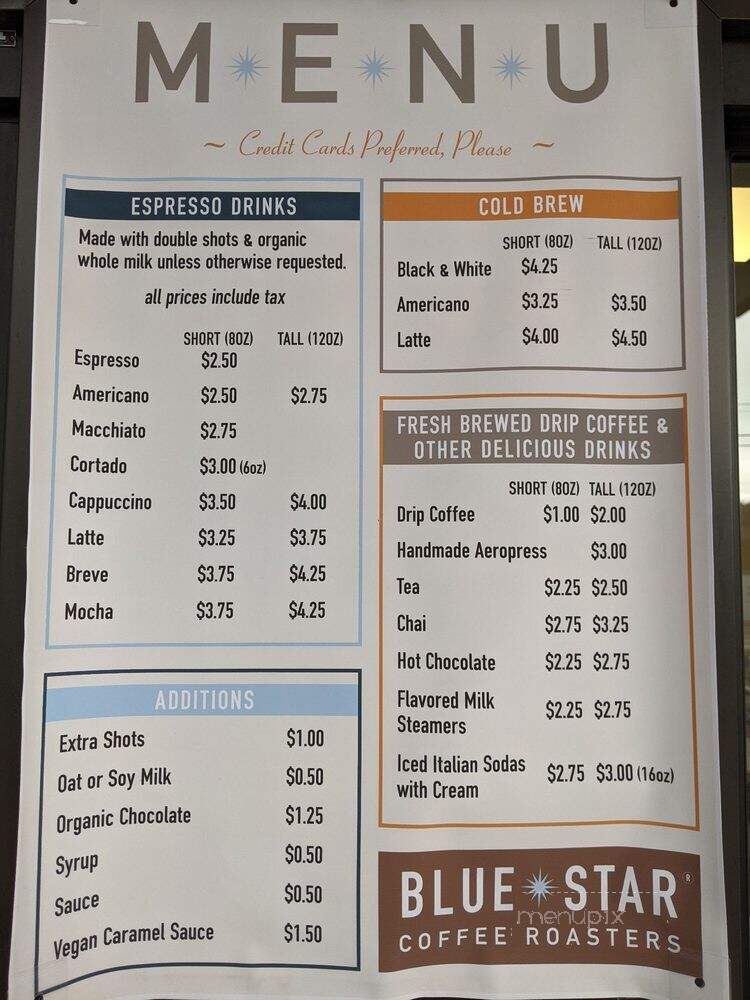 MENU
~ Credit Cards Preferred, Please ~
ESPRESSO DRINKS
Made with double shots & organic
whole milk unless otherwise requested.
all prices include tax
SHORT (8OZ) TALL (12OZ)
Espresso $2.50
Americano $2.50 $2.75
Macchiato $2.75
Cortado $3.00 (6oz)
Cappuccino $3.50 $4.00
Latte $3.25 $3.75
Breve $3.75 $4.25
Mocha $3.75 $4.25
ADDITIONS
Extra Shots $1.00
Oat or Soy Milk $0.50
Organic Chocolate $1.25
Syrup $0.50
Sauce $0.50
Vegan Caramel Sauce $1.50
COLD BREW
SHORT (8OZ) TALL (12OZ)
Black & White $4.25
Americano $3.25 $3.50
Latte $4.00 $4.50
FRESH BREWED DRIP COFFEE &
OTHER DELICIOUS DRINKS
SHORT (8OZ) TALL (12OZ)
Drip Coffee $1.00 $2.00
Handmade Aeropress $3.00
Tea $2.25 $2.50
Chai $2.75 $3.25
Hot Chocolate $2.25 $2.75
Flavored Milk
Steamers $2.25 $2.75
Iced Italian Sodas
with Cream $2.75 $3.00 (16oz)
BLUE STAR®
menupix
COFFEE ROASTERS